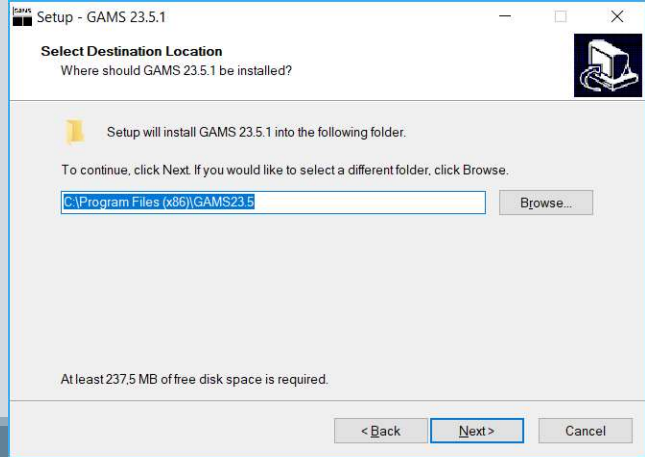 GAMS
Setup - GAMS 23.5.1
Select Destination Location
Where should GAMS 23.5.1 be installed?
Setup will install GAMS 23.5.1 into the following folder.
To continue, click Next. If you would like to select a different folder, click Browse.
C:\Program Files (x86)\GAMS23.5
Browse...
At least 237,5 MB of free disk space is required.
< Back
Next >
Cancel